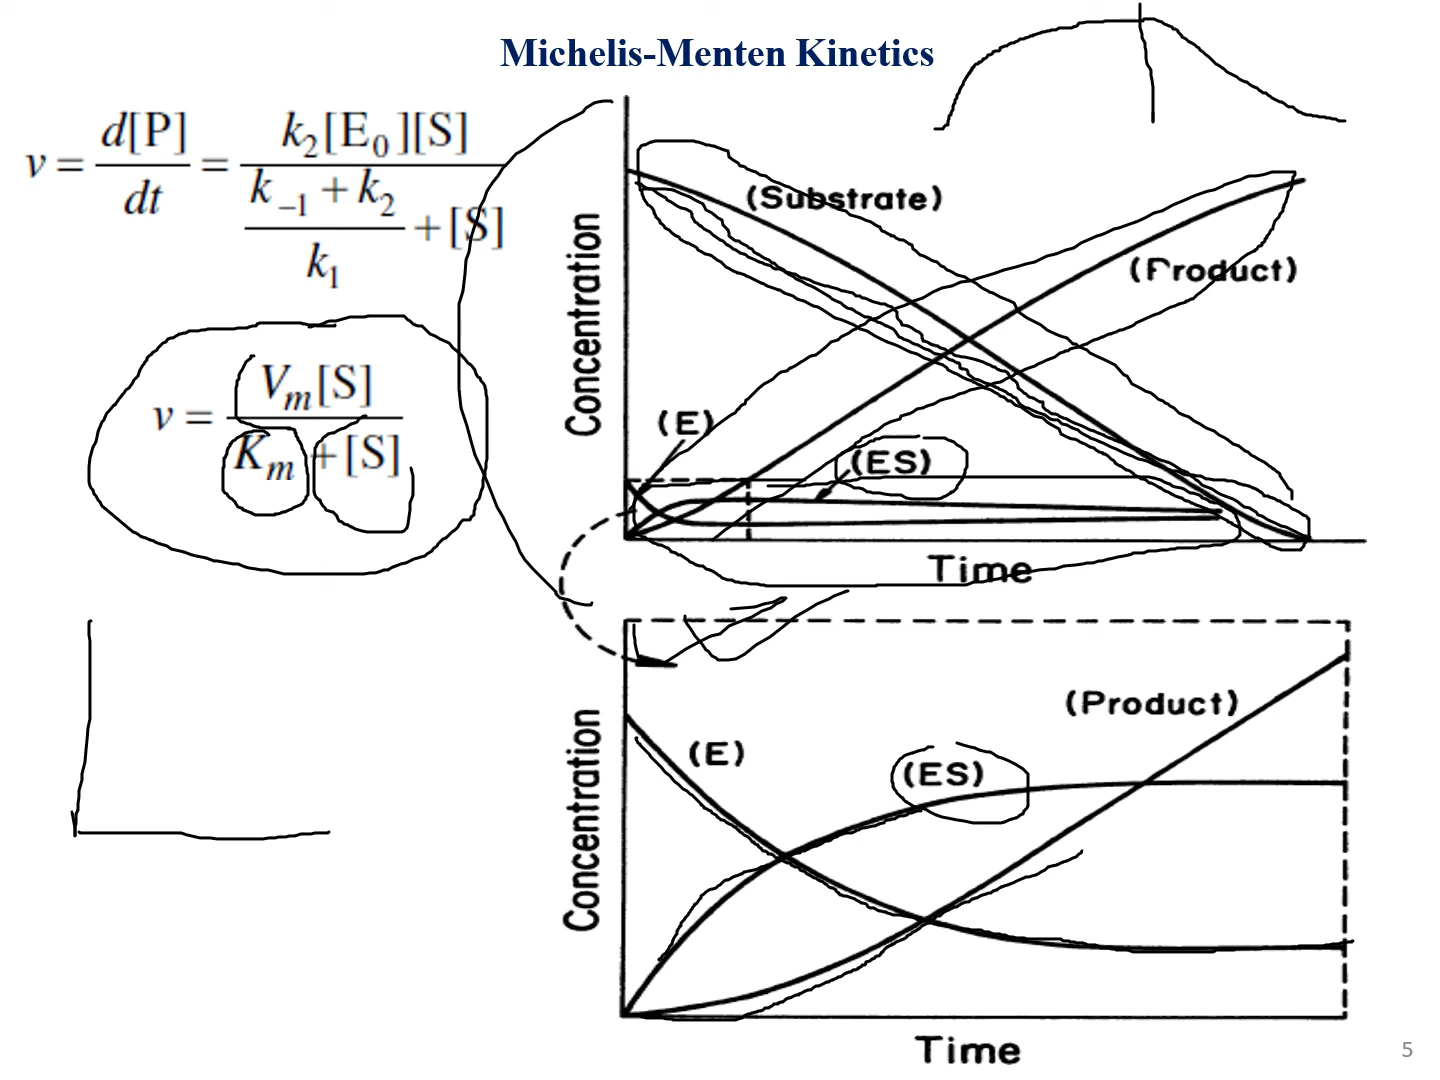 Michelis-Menten Kinetics
v = d[P]/dt = k₂[E₀][S] / ((k₋₁ + k₂)/k₁ + [S])
v = Vₘ[S] / (Kₘ + [S])
Concentration
(Substrate)
(Product)
(E)
(ES)
Time
Concentration
(Product)
(E)
(ES)
Time
5